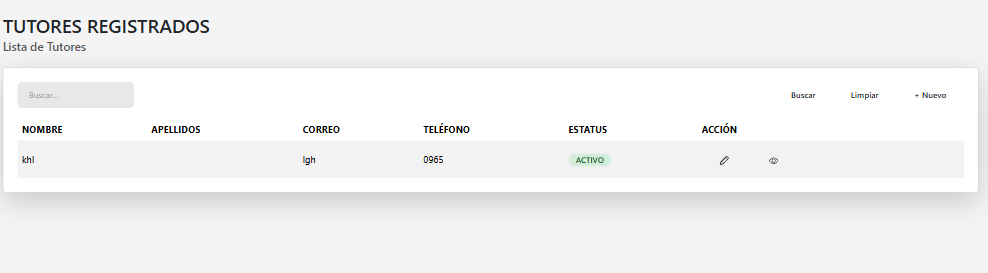 TUTORES REGISTRADOS
Lista de Tutores
Buscar... Buscar Limpiar + Nuevo
NOMBRE APELLIDOS CORREO TELÉFONO ESTATUS ACCIÓN
khl lgh 0965 ACTIVO